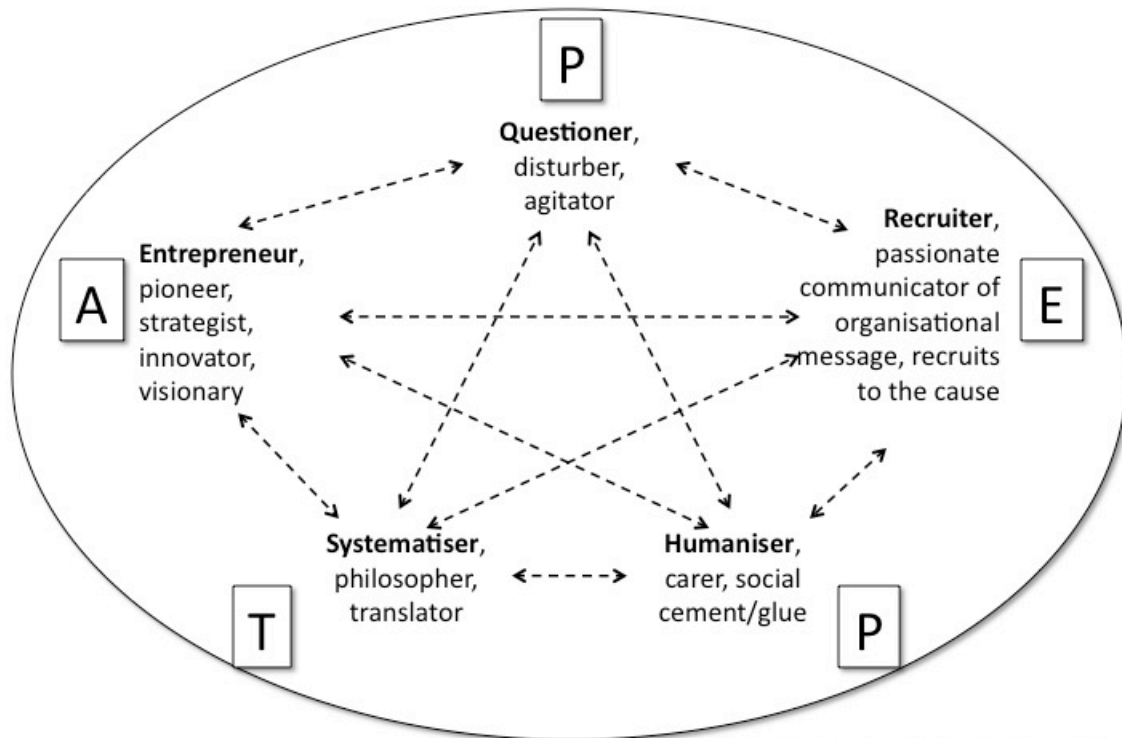 P
Questioner,
disturber,
agitator
A
Entrepreneur,
pioneer,
strategist,
innovator,
visionary
Recruiter,
passionate
communicator of
organisational
message, recruits
to the cause
E
Systematiser,
philosopher,
translator
T
Humaniser,
carer, social
cement/glue
P